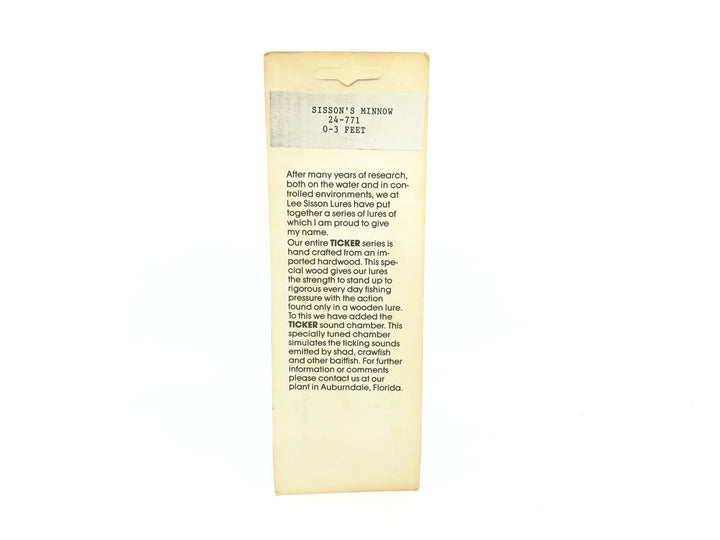 SISSON'S MINNOW
24-771
0-3 FEET
After many years of research,
both on the water and in con-
trolled environments, we at
Lee Sisson Lures have put
together a series of lures of
which I am proud to give
my name.
Our entire TICKER series is
hand crafted from an im-
ported hardwood. This spe-
cial wood gives our lures
the strength to stand up to
rigorous every day fishing
pressure with the action
found only in a wooden lure.
To this we have added the
TICKER sound chamber. This
specially tuned chamber
simulates the ticking sounds
emitted by shad, crawfish
and other baitfish. For further
information or comments
please contact us at our
plant in Auburndale, Florida.